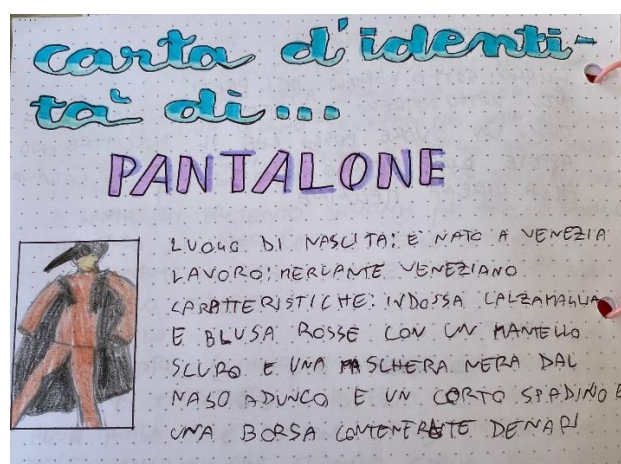 carta d'identi-
tà dì...
PANTALONE
LUOGO DI NASCITA: È NATO A VENEZIA
LAVORO: MERCANTE VENEZIANO
CARATTERISTICHE: INDOSSA CALZAMAGLIA
E BLUSA ROSSE CON UN MANTELLO
SCURO E UNA MASCHERA NERA DAL
NASO ADUNCO E UN CORTO SPADINO E
UNA BORSA CONTENENTE DENARI